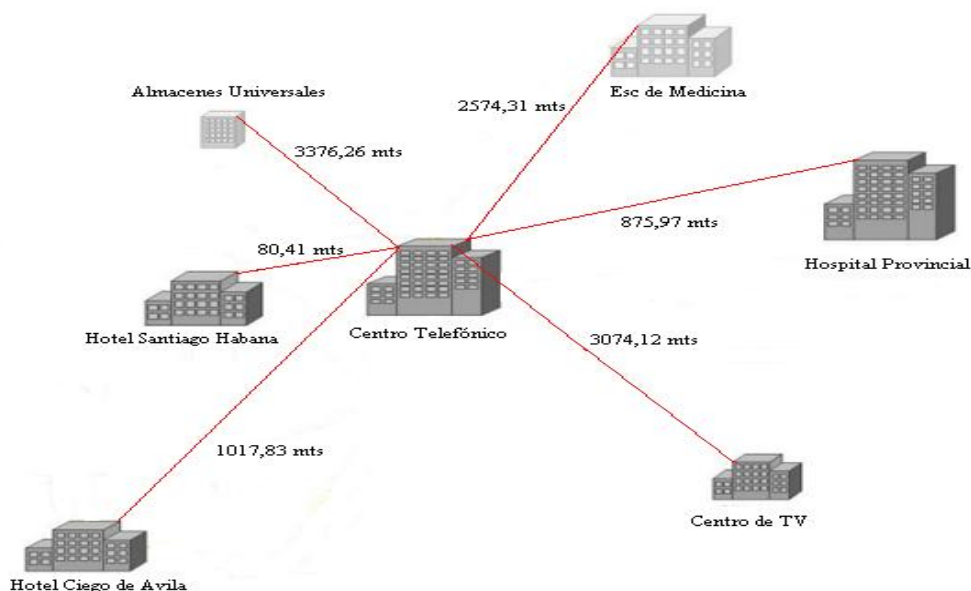 Almacenes Universales
Esc de Medicina
2574,31 mts
3376,26 mts
875,97 mts
80,41 mts
Hospital Provincial
Hotel Santiago Habana
Centro Telefónico
3074,12 mts
1017,83 mts
Centro de TV
Hotel Ciego de Avila